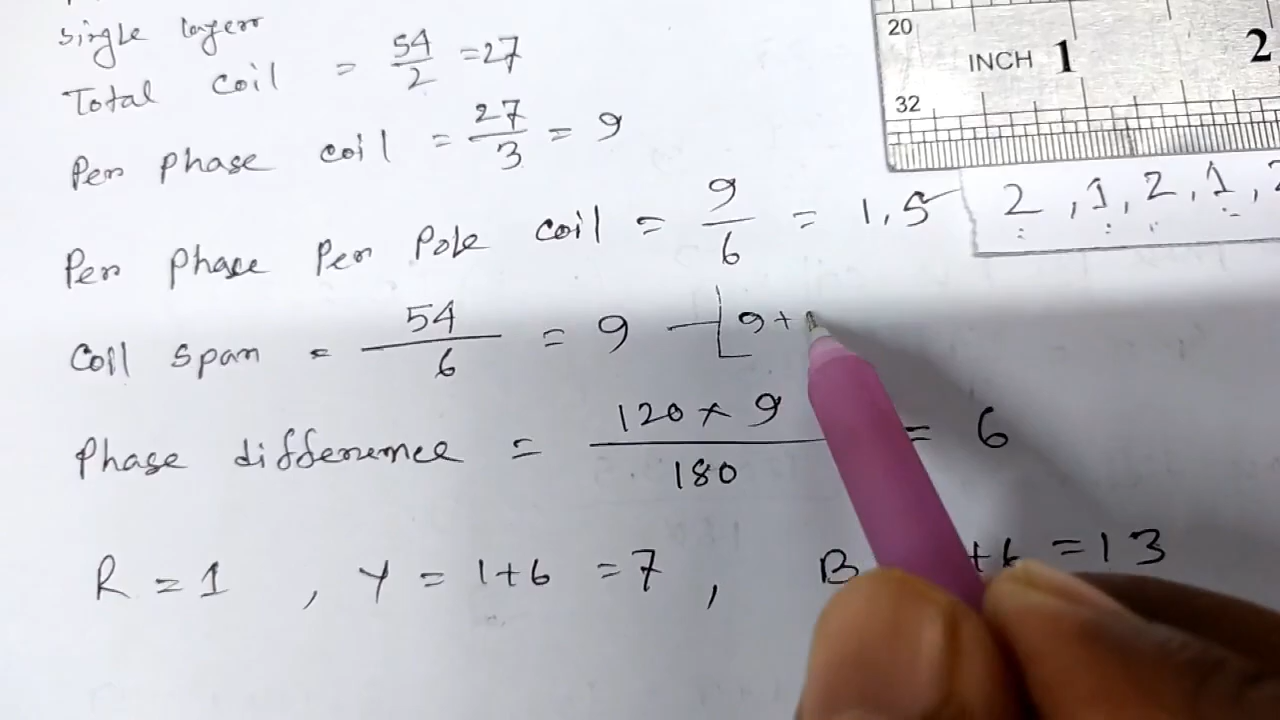 single layer
Total coil = 54/2 = 27
Per phase coil = 27/3 = 9
Per phase Per Pole coil = 9/6 = 1,5
2, 1, 2, 1, 2
Coil span = 54/6 = 9 9+
Phase difference = 120×9/180 = 6
R = 1, Y = 1+6 = 7, B +6 = 13
20 INCH 1 2
32